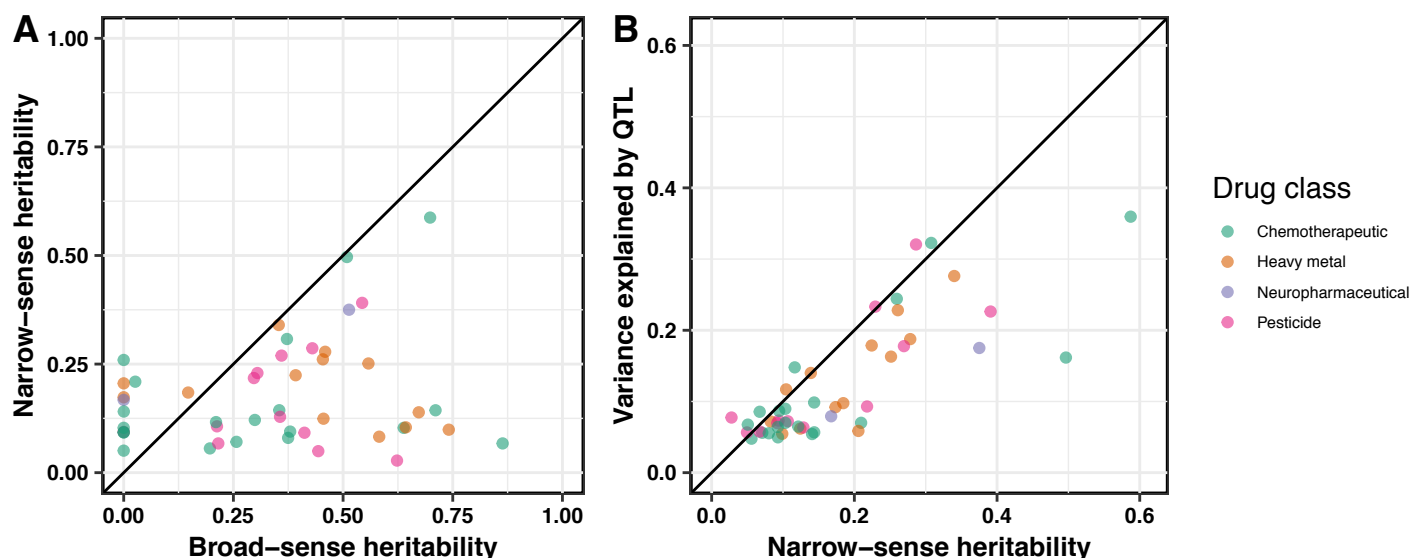 A
Narrow−sense heritability
1.00
0.75
0.50
0.25
0.00
0.00 0.25 0.50 0.75 1.00
Broad−sense heritability
B
Variance explained by QTL
0.6
0.4
0.2
0.0
0.0 0.2 0.4 0.6
Narrow−sense heritability
Drug class
Chemotherapeutic
Heavy metal
Neuropharmaceutical
Pesticide